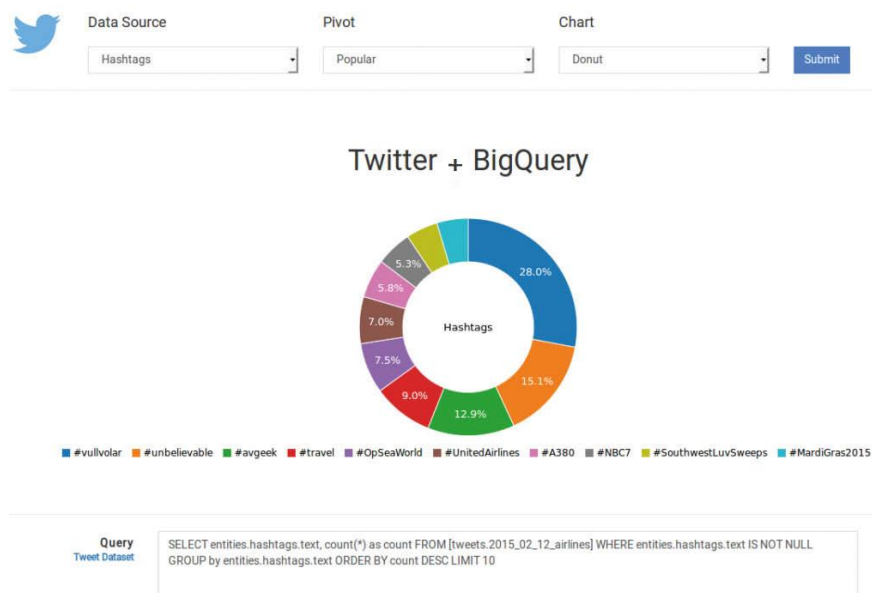 Data Source Pivot Chart
Hashtags Popular Donut Submit
Twitter + BigQuery
28.0%
15.1%
12.9%
9.0%
7.5%
7.0%
5.8%
5.3%
Hashtags
#vullvolar #unbelievable #avgeek #travel #OpSeaWorld #UnitedAirlines #A380 #NBC7 #SouthwestLuvSweeps #MardiGras2015
Query
Tweet Dataset
SELECT entities.hashtags.text, count(*) as count FROM [tweets.2015_02_12_airlines] WHERE entities.hashtags.text IS NOT NULL
GROUP by entities.hashtags.text ORDER BY count DESC LIMIT 10